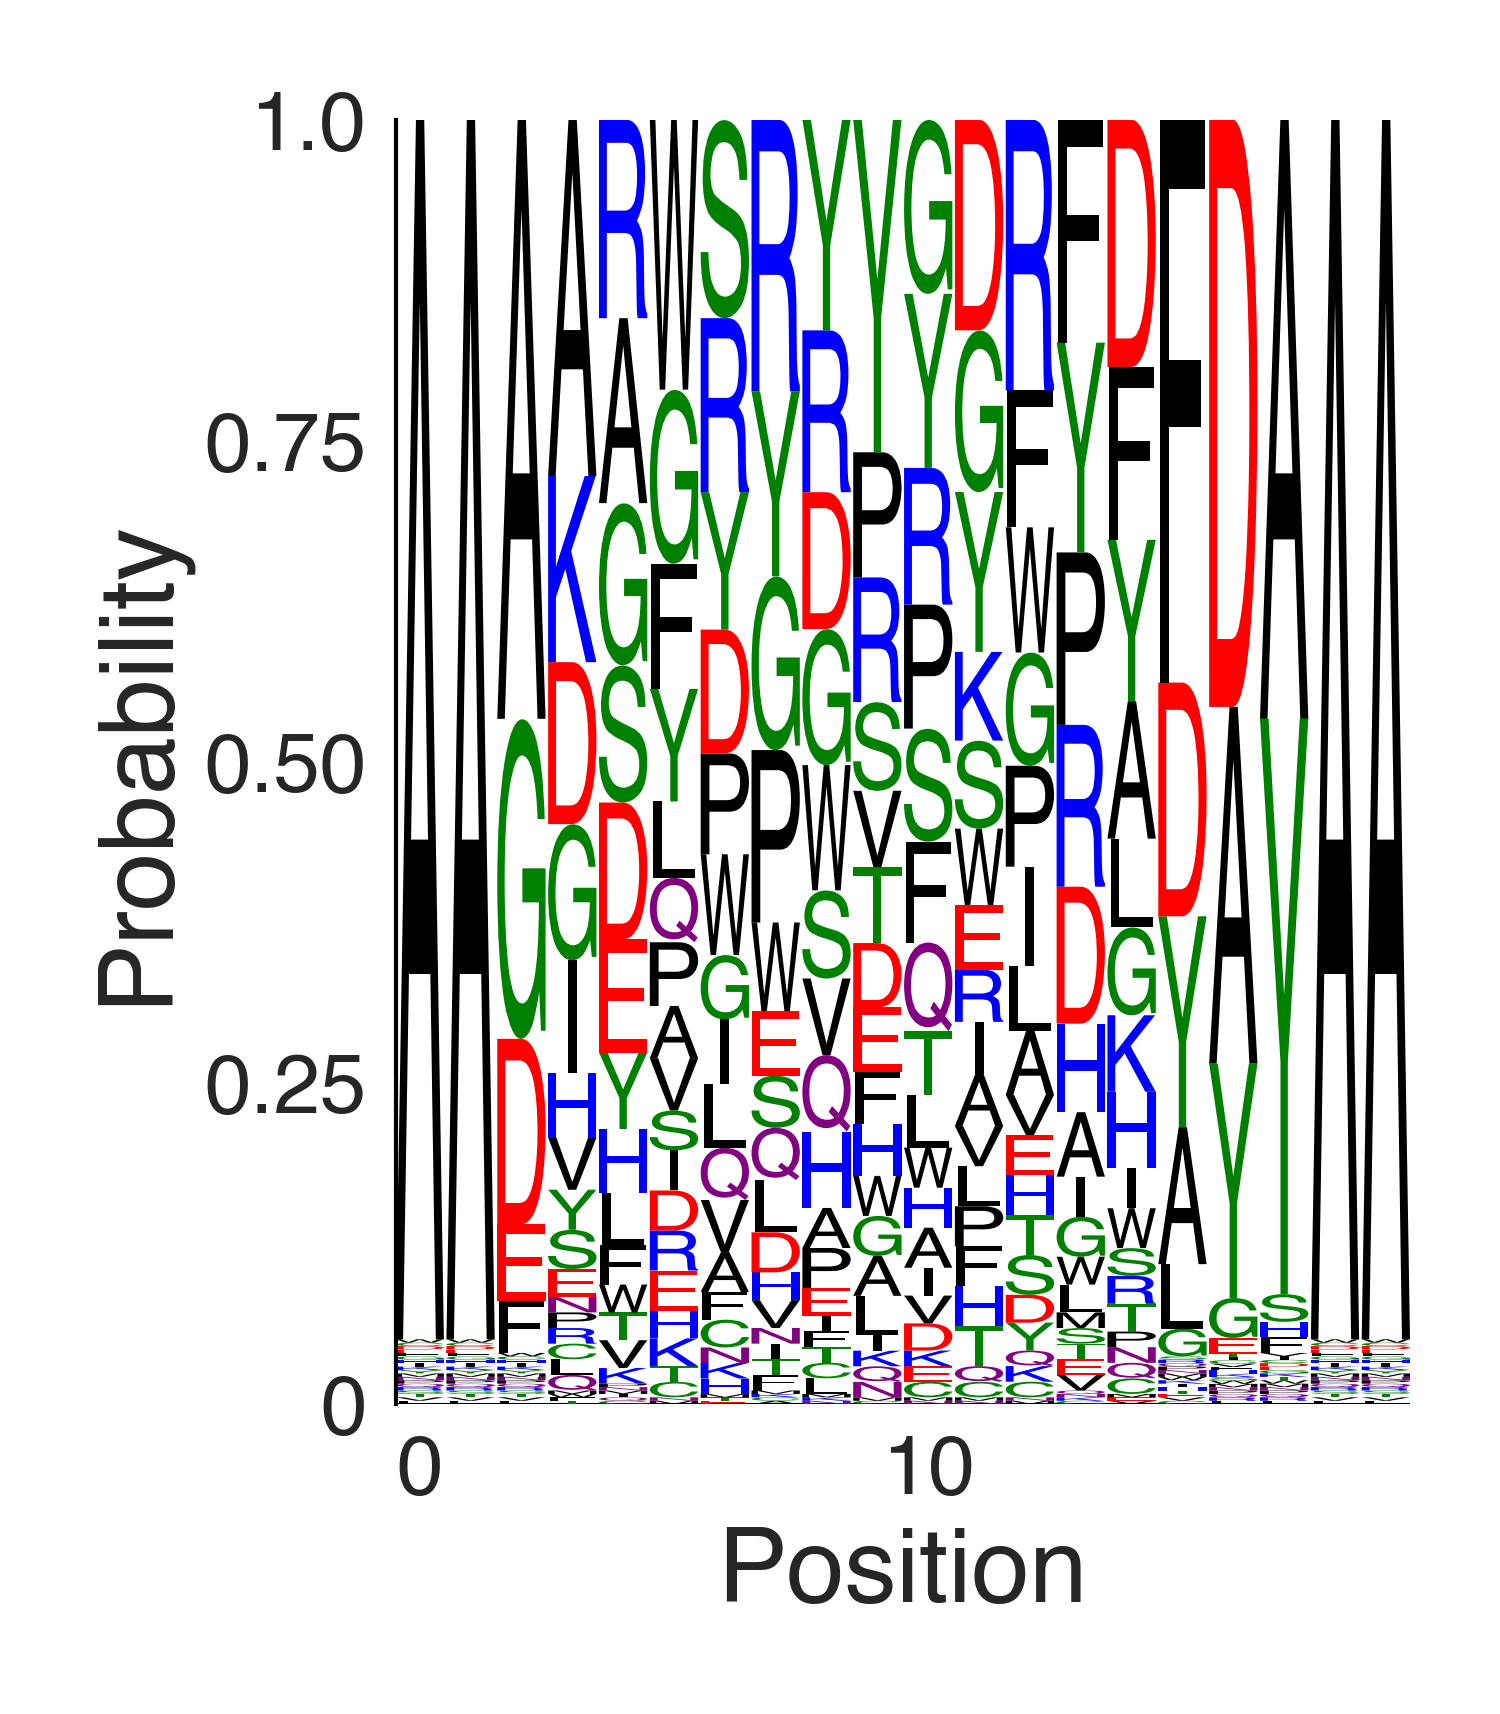 1.0
0.75
0.50
0.25
0
Probability
0
10
Position
A
A
A G D E F
A K D G I H V Y S E N P R C L Q
R A G S D E Y H L F W T V K
W G F Y L Q P A V S I D R E H K T C
S R Y D P W G I L Q V A F C N K H
R Y G P W E S Q L D H V N I T F
Y R D G W S V Q H A P E I F T C L
Y P R S V T D E F H W G A L I K Q N
G Y R P S F Q T L W H A I V D K E C
D G Y K S W E R I A V L P F H T Q C
R F W G P I L A V E H T S D Y Q K C
F Y P R D H A I G W L V S T E
D F Y A L G K H I W S R T P N Q C
F D Y A L G
D A Y G E
A Y S H F
A
A